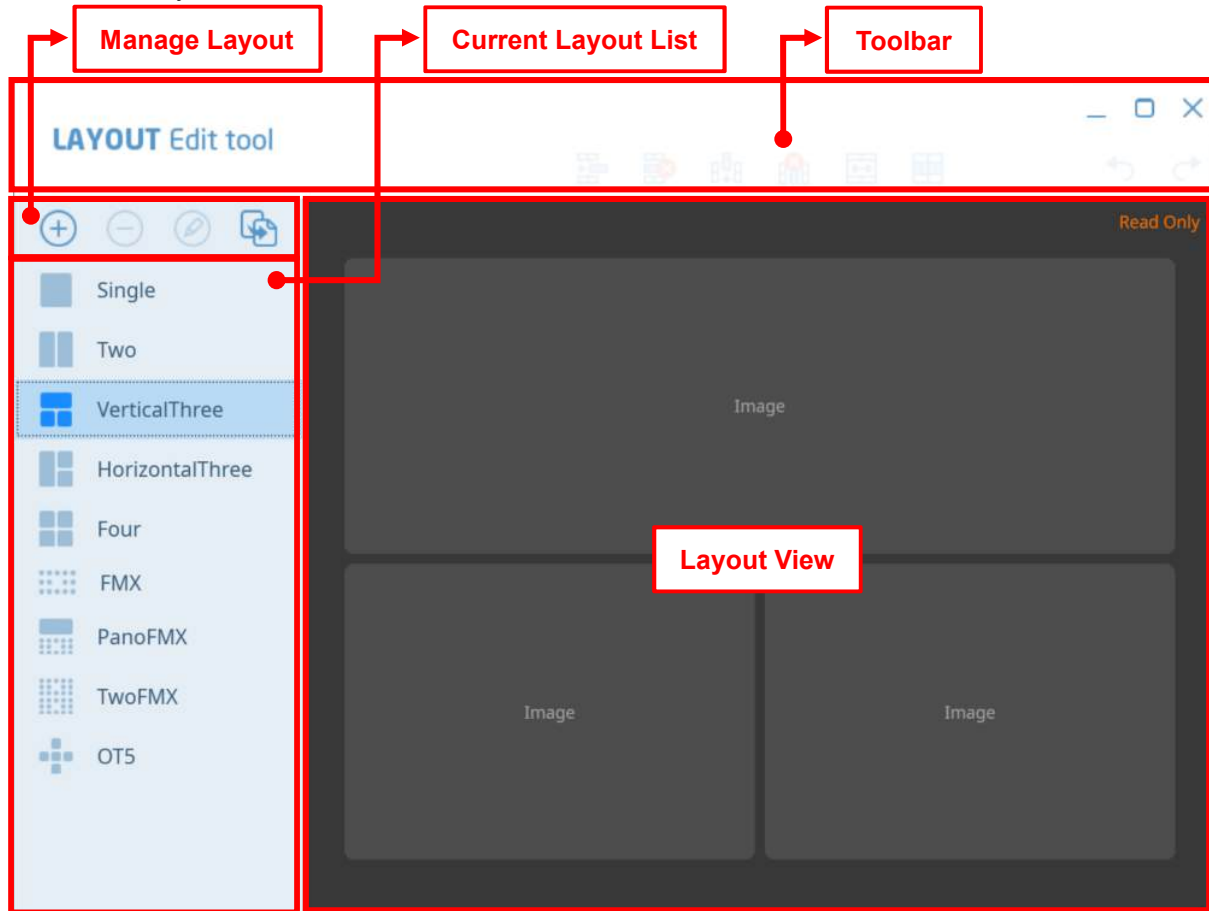 Manage Layout
Current Layout List
Toolbar
LAYOUT Edit tool
Read Only
Single
Two
VerticalThree
HorizontalThree
Four
FMX
PanoFMX
TwoFMX
OT5
Image
Layout View
Image
Image